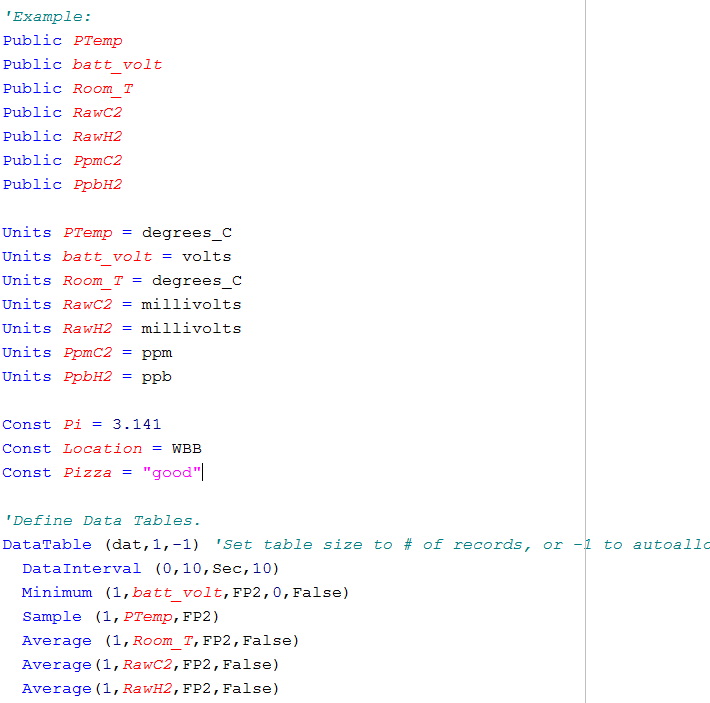 'Example:
Public PTemp
Public batt_volt
Public Room_T
Public RawC2
Public RawH2
Public PpmC2
Public PpbH2
Units PTemp = degrees_C
Units batt_volt = volts
Units Room_T = degrees_C
Units RawC2 = millivolts
Units RawH2 = millivolts
Units PpmC2 = ppm
Units PpbH2 = ppb
Const Pi = 3.141
Const Location = WBB
Const Pizza = "good"
'Define Data Tables.
DataTable (dat,1,-1) 'Set table size to # of records, or -1 to autoallo
DataInterval (0,10,Sec,10)
Minimum (1,batt_volt,FP2,0,False)
Sample (1,PTemp,FP2)
Average (1,Room_T,FP2,False)
Average(1,RawC2,FP2,False)
Average(1,RawH2,FP2,False)